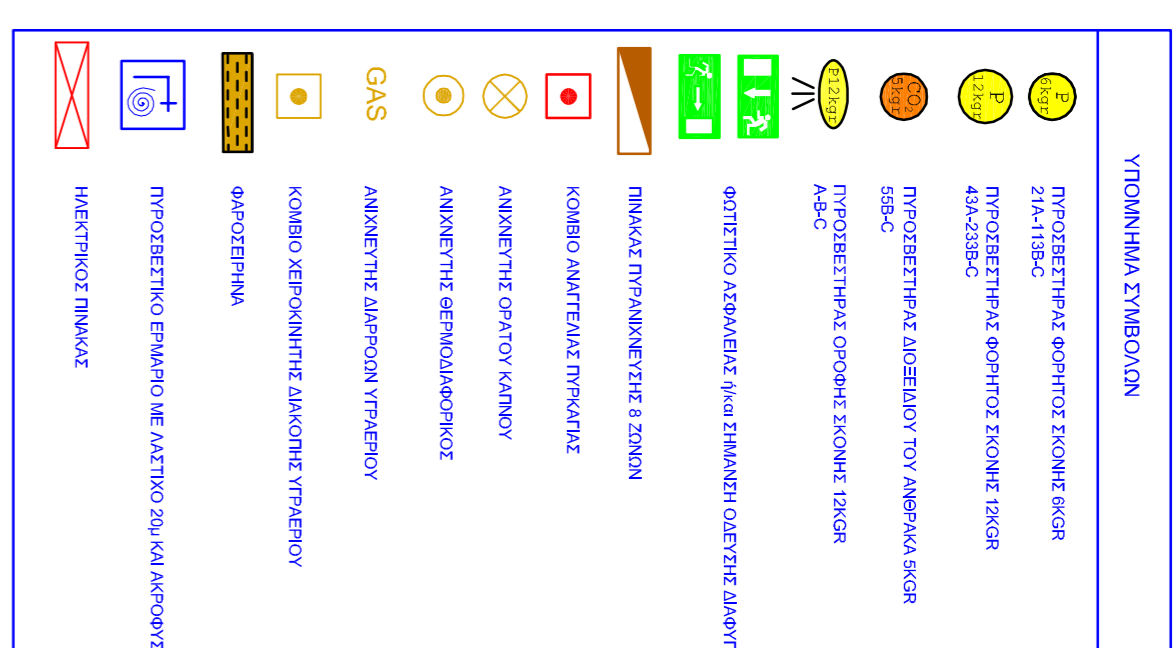 ΥΠΟΜΝΗΜΑ ΣΥΜΒΟΛΩΝ
P
6kgr
ΠΥΡΟΣΒΕΣΤΗΡΑΣ ΦΟΡΗΤΟΣ ΣΚΟΝΗΣ 6KGR
21A-113B-C
P
12kgr
ΠΥΡΟΣΒΕΣΤΗΡΑΣ ΦΟΡΗΤΟΣ ΣΚΟΝΗΣ 12KGR
43A-233B-C
CO2
5kgr
ΠΥΡΟΣΒΕΣΤΗΡΑΣ ΔΙΟΞΕΙΔΙΟΥ ΤΟΥ ΑΝΘΡΑΚΑ 5KGR
55B-C
P12kgr
ΠΥΡΟΣΒΕΣΤΗΡΑΣ ΟΡΟΦΗΣ ΣΚΟΝΗΣ 12KGR
A-B-C
ΦΩΤΙΣΤΙΚΟ ΑΣΦΑΛΕΙΑΣ ή/και ΣΗΜΑΝΣΗ ΟΔΕΥΣΗΣ ΔΙΑΦΥΓ
ΠΙΝΑΚΑΣ ΠΥΡΑΝΙΧΝΕΥΣΗΣ 8 ΖΩΝΩΝ
ΚΟΜΒΙΟ ΑΝΑΓΓΕΛΙΑΣ ΠΥΡΚΑΓΙΑΣ
ΑΝΙΧΝΕΥΤΗΣ ΟΡΑΤΟΥ ΚΑΠΝΟΥ
ΑΝΙΧΝΕΥΤΗΣ ΘΕΡΜΟΔΙΑΦΟΡΙΚΟΣ
GAS
ΑΝΙΧΝΕΥΤΗΣ ΔΙΑΡΡΟΩΝ ΥΓΡΑΕΡΙΟΥ
ΚΟΜΒΙΟ ΧΕΙΡΟΚΙΝΗΤΗΣ ΔΙΑΚΟΠΗΣ ΥΓΡΑΕΡΙΟΥ
ΦΑΡΟΣΕΙΡΗΝΑ
ΠΥΡΟΣΒΕΣΤΙΚΟ ΕΡΜΑΡΙΟ ΜΕ ΛΑΣΤΙΧΟ 20μ ΚΑΙ ΑΚΡΟΦΥΣ
ΗΛΕΚΤΡΙΚΟΣ ΠΙΝΑΚΑΣ